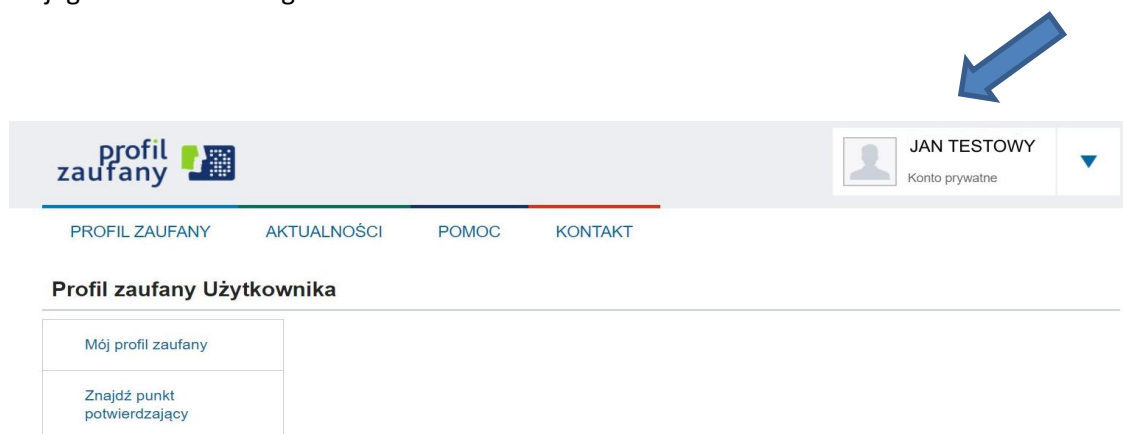 profil
zaufany
JAN TESTOWY
Konto prywatne
PROFIL ZAUFANY AKTUALNOŚCI POMOC KONTAKT
Profil zaufany Użytkownika
Mój profil zaufany
Znajdź punkt
potwierdzający